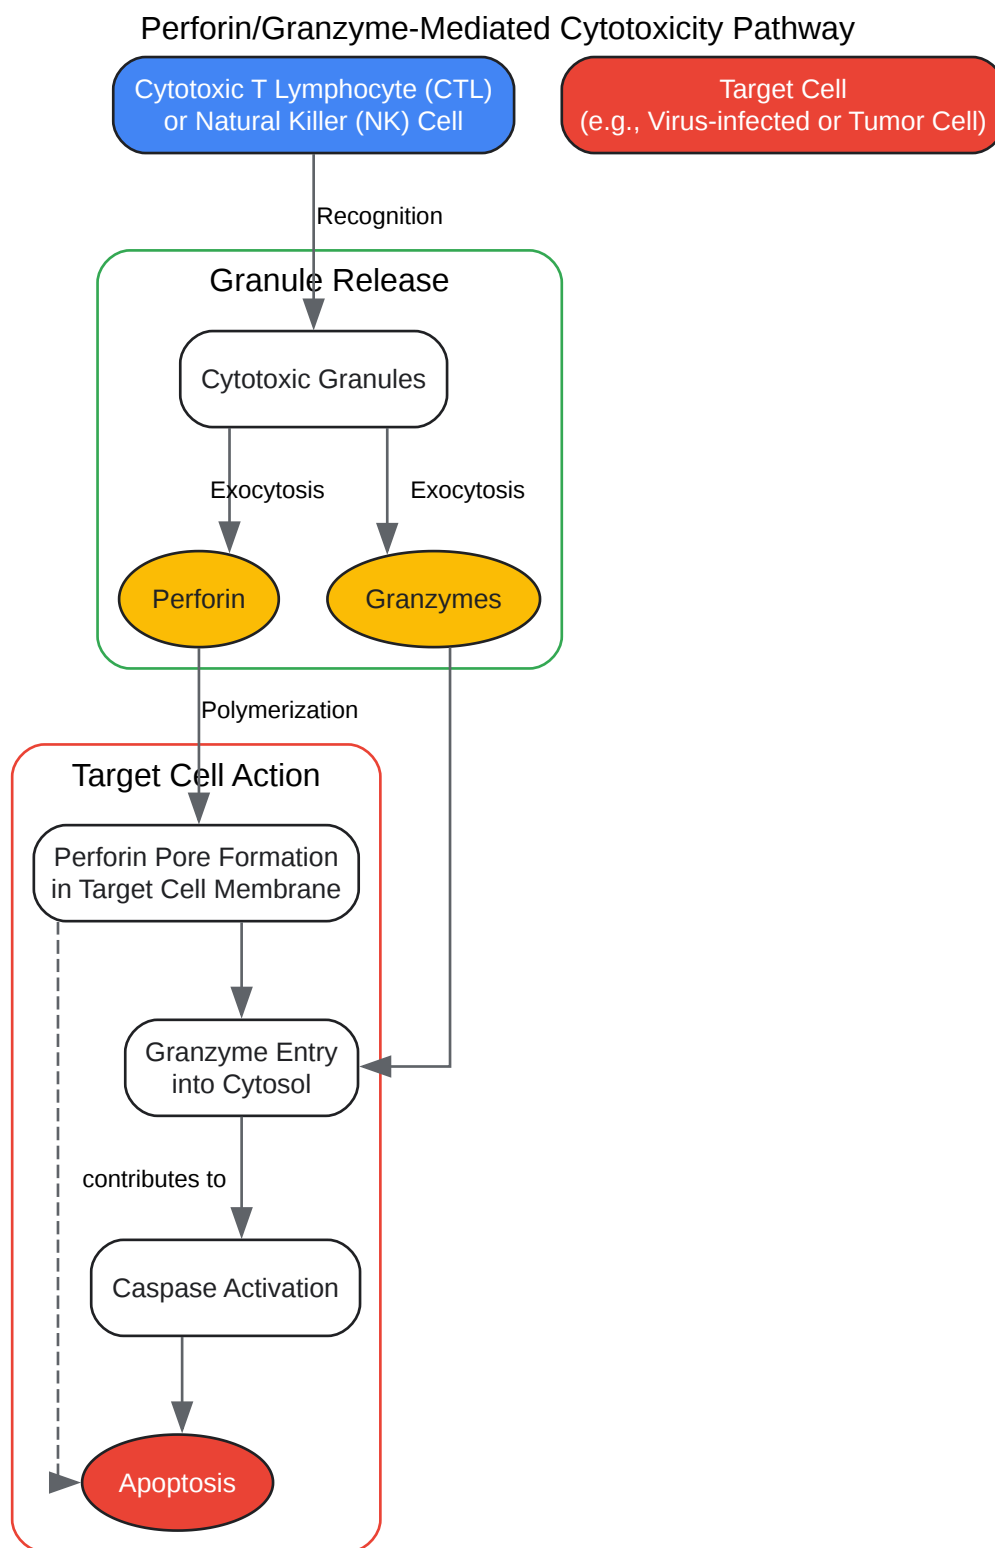 Perforin/Granzyme-Mediated Cytotoxicity Pathway
Cytotoxic T Lymphocyte (CTL)
or Natural Killer (NK) Cell
Target Cell
(e.g., Virus-infected or Tumor Cell)
Recognition
Granule Release
Cytotoxic Granules
Exocytosis
Exocytosis
Perforin
Granzymes
Polymerization
Target Cell Action
Perforin Pore Formation
in Target Cell Membrane
Granzyme Entry
into Cytosol
contributes to
Caspase Activation
Apoptosis